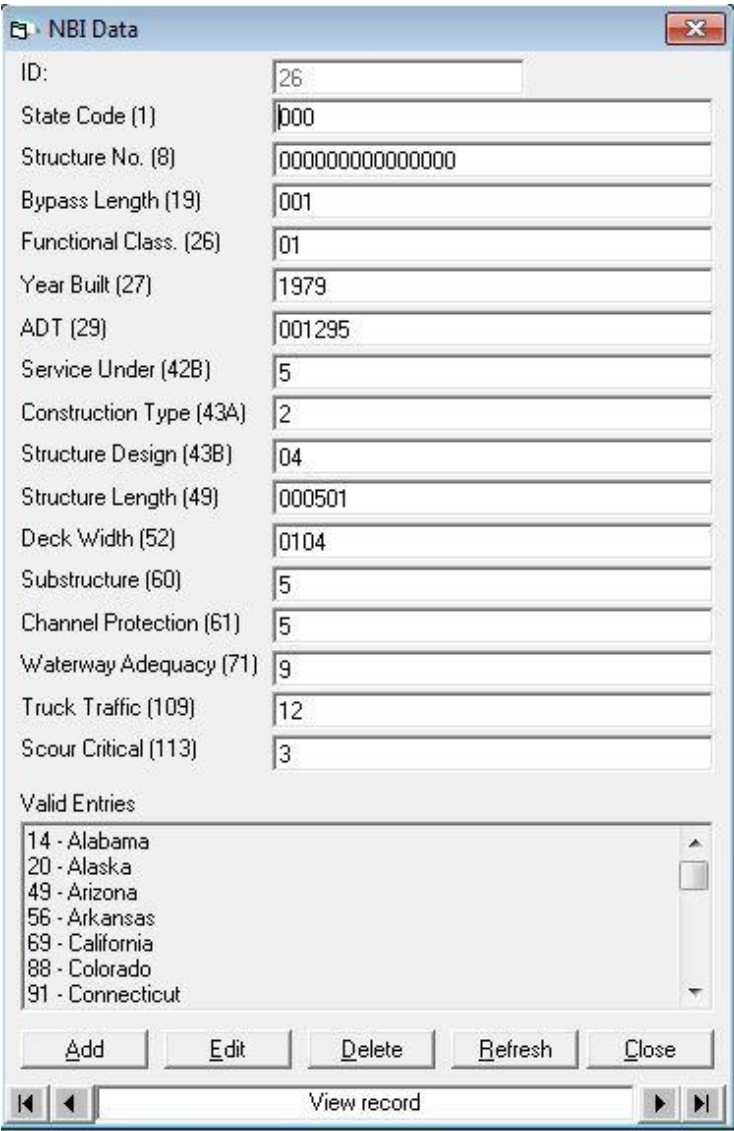 NBI Data
ID: 26
State Code (1) 000
Structure No. (8) 000000000000000
Bypass Length (19) 001
Functional Class. (26) 01
Year Built (27) 1979
ADT (29) 001295
Service Under (42B) 5
Construction Type (43A) 2
Structure Design (43B) 04
Structure Length (49) 000501
Deck Width (52) 0104
Substructure (60) 5
Channel Protection (61) 5
Waterway Adequacy (71) 9
Truck Traffic (109) 12
Scour Critical (113) 3
Valid Entries
14 - Alabama
20 - Alaska
49 - Arizona
56 - Arkansas
69 - California
88 - Colorado
91 - Connecticut
Add Edit Delete Refresh Close
View record